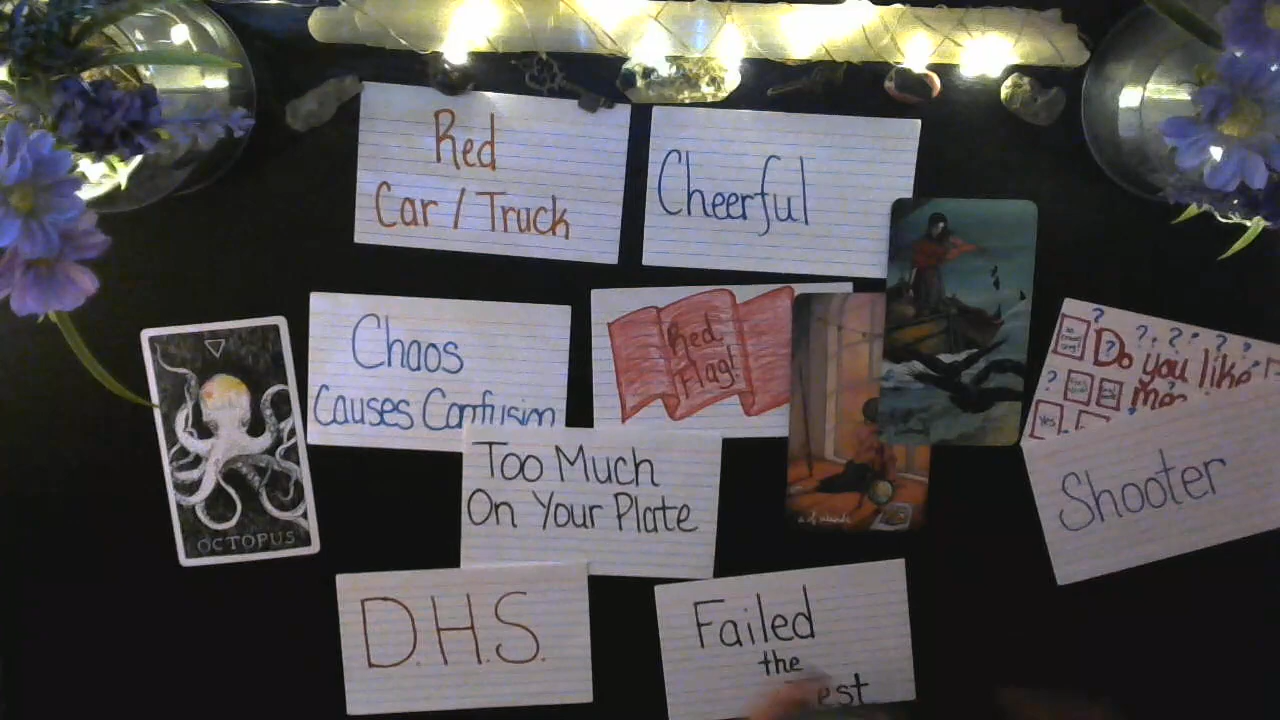 Red
Car / Truck
Cheerful
Chaos
Causes Confusion
Red
Flag!
Too Much
On Your Plate
OCTOPUS
? ? ? ? ? ?
Do you like
? me?
Yes
Shooter
D.H.S.
Failed
the
est